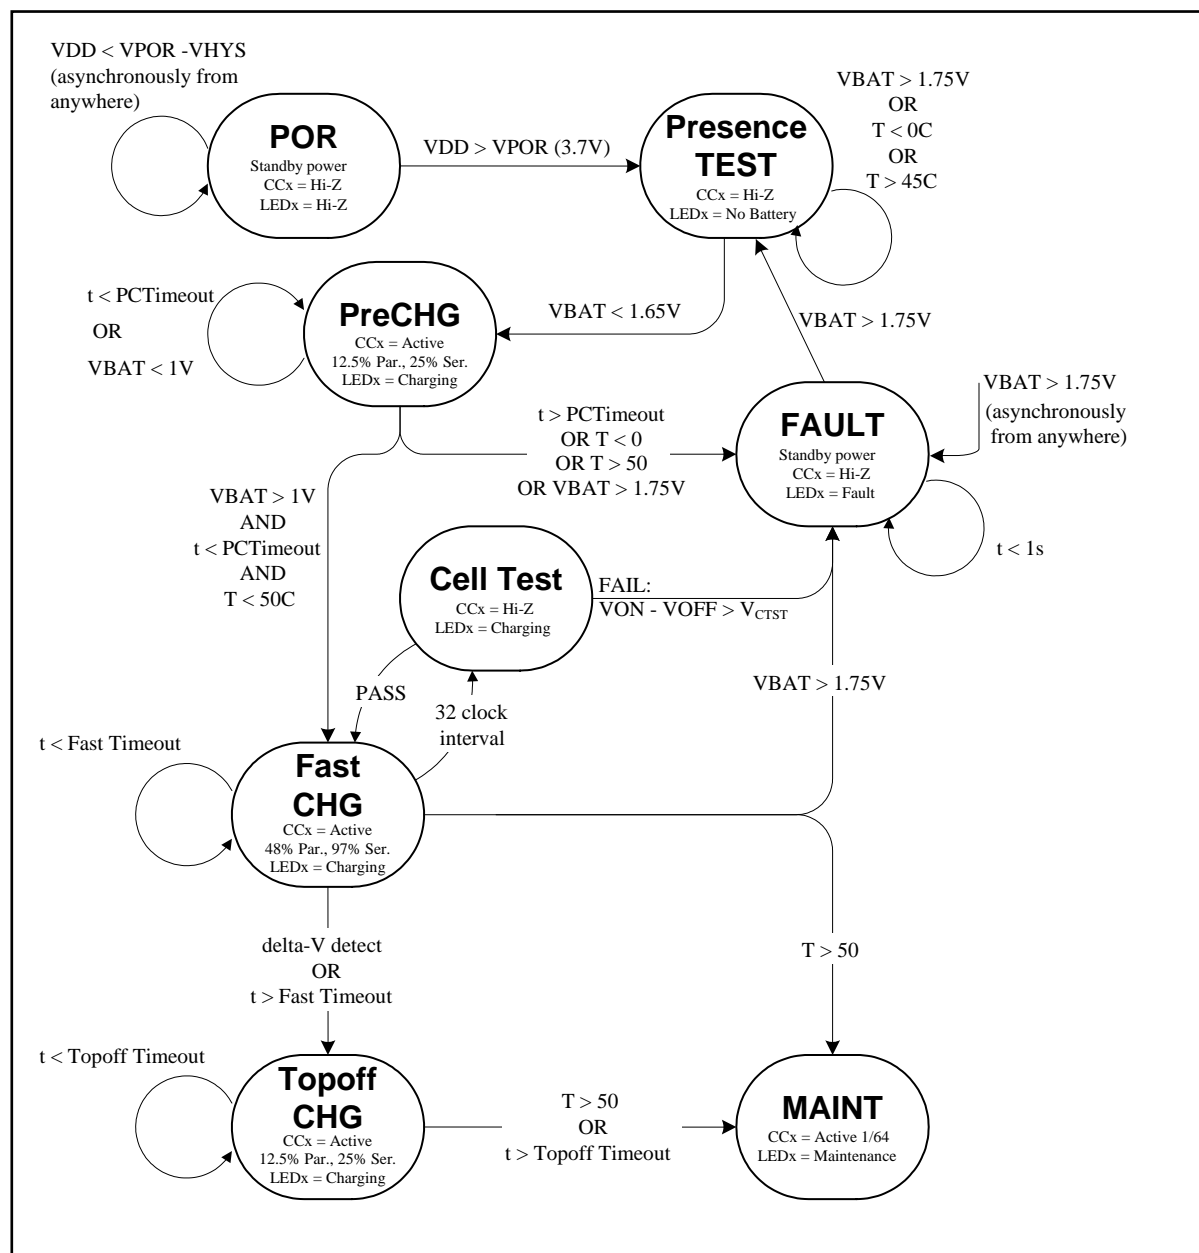 VDD < VPOR -VHYS
(asynchronously from
anywhere)
POR
Standby power
CCx = Hi-Z
LEDx = Hi-Z
VDD > VPOR (3.7V)
Presence
TEST
CCx = Hi-Z
LEDx = No Battery
VBAT > 1.75V
OR
T < 0C
OR
T > 45C
t < PCTimeout
OR
VBAT < 1V
PreCHG
CCx = Active
12.5% Par., 25% Ser.
LEDx = Charging
VBAT < 1.65V
VBAT > 1.75V
t > PCTimeout
OR T < 0
OR T > 50
OR VBAT > 1.75V
FAULT
Standby power
CCx = Hi-Z
LEDx = Fault
VBAT > 1.75V
(asynchronously
from anywhere)
t < 1s
VBAT > 1V
AND
t < PCTimeout
AND
T < 50C
Cell Test
CCx = Hi-Z
LEDx = Charging
FAIL:
VON - VOFF > VCTST
PASS
32 clock
interval
VBAT > 1.75V
t < Fast Timeout
Fast
CHG
CCx = Active
48% Par., 97% Ser.
LEDx = Charging
delta-V detect
OR
t > Fast Timeout
T > 50
t < Topoff Timeout
Topoff
CHG
CCx = Active
12.5% Par., 25% Ser.
LEDx = Charging
T > 50
OR
t > Topoff Timeout
MAINT
CCx = Active 1/64
LEDx = Maintenance